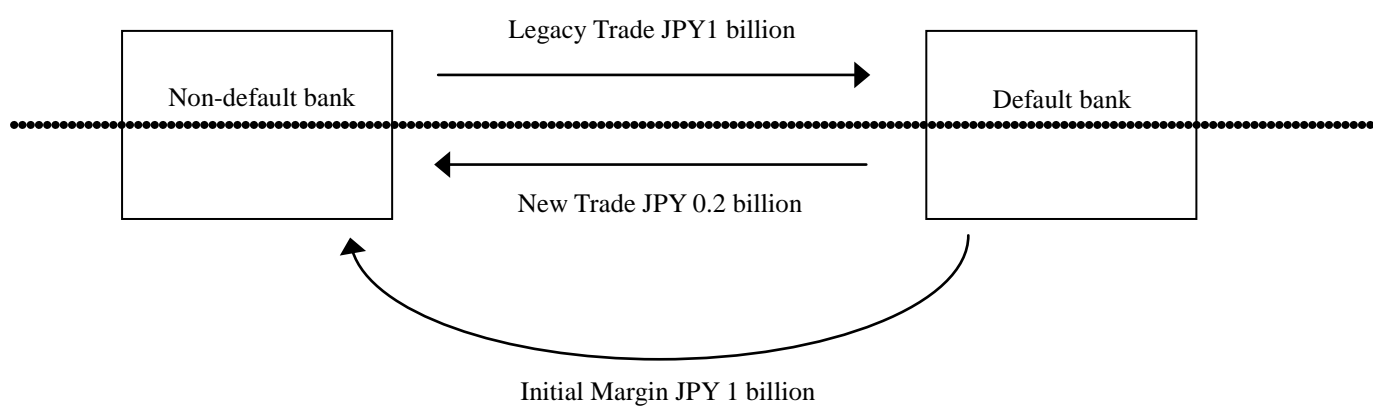 Legacy Trade JPY1 billion
Non-default bank
Default bank
New Trade JPY 0.2 billion
Initial Margin JPY 1 billion